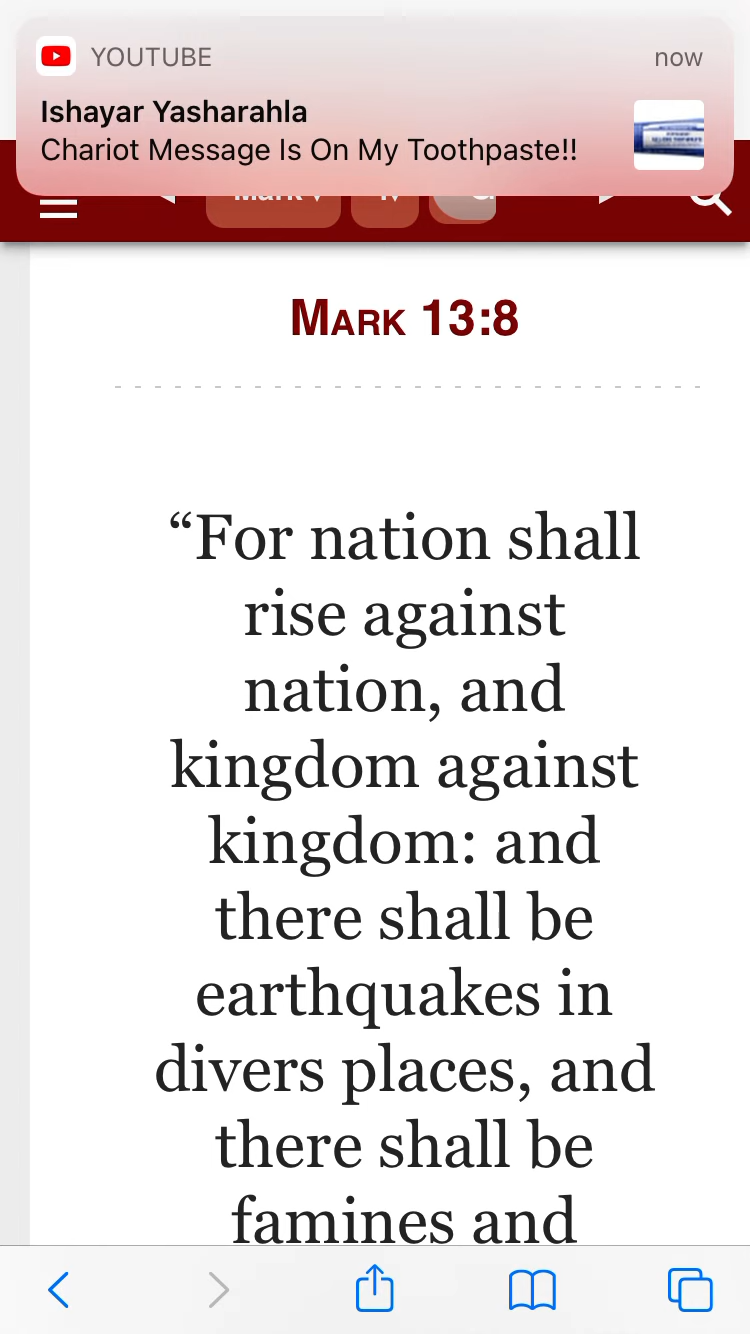 YOUTUBE
now
Ishayar Yasharahla
Chariot Message Is On My Toothpaste!!
MARK 13:8
“For nation shall
rise against
nation, and
kingdom against
kingdom: and
there shall be
earthquakes in
divers places, and
there shall be
famines and